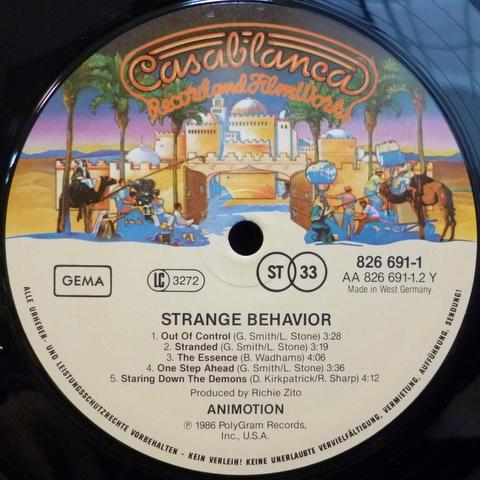 Casablanca
Record and FilmWorks
GEMA
LC 3272
ST 33
826 691-1
AA 826 691-1.2 Y
Made in West Germany
STRANGE BEHAVIOR
1. Out Of Control (G. Smith/L. Stone) 3:28
2. Stranded (G. Smith/L. Stone) 3:19
3. The Essence (B. Wadhams) 4:06
4. One Step Ahead (G. Smith/L. Stone) 3:36
5. Staring Down The Demons (D. Kirkpatrick/R. Sharp) 4:12
Produced by Richie Zito
ANIMOTION
℗ 1986 PolyGram Records,
Inc., U.S.A.
ALLE URHEBER- UND LEISTUNGSSCHUTZRECHTE VORBEHALTEN - KEIN VERLEIH! KEINE UNERLAUBTE VERVIELFÄLTIGUNG, VERMIETUNG, AUFFÜHRUNG, SENDUNG!